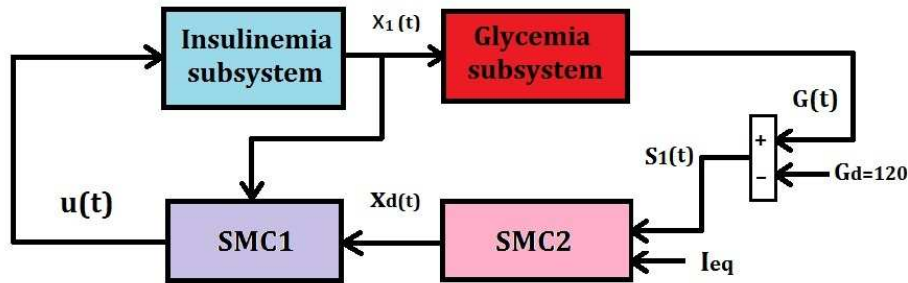 Insulinemia
subsystem
X1 (t)
Glycemia
subsystem
G(t)
+
−
Gd=120
S1(t)
u(t)
SMC1
Xd(t)
SMC2
Ieq